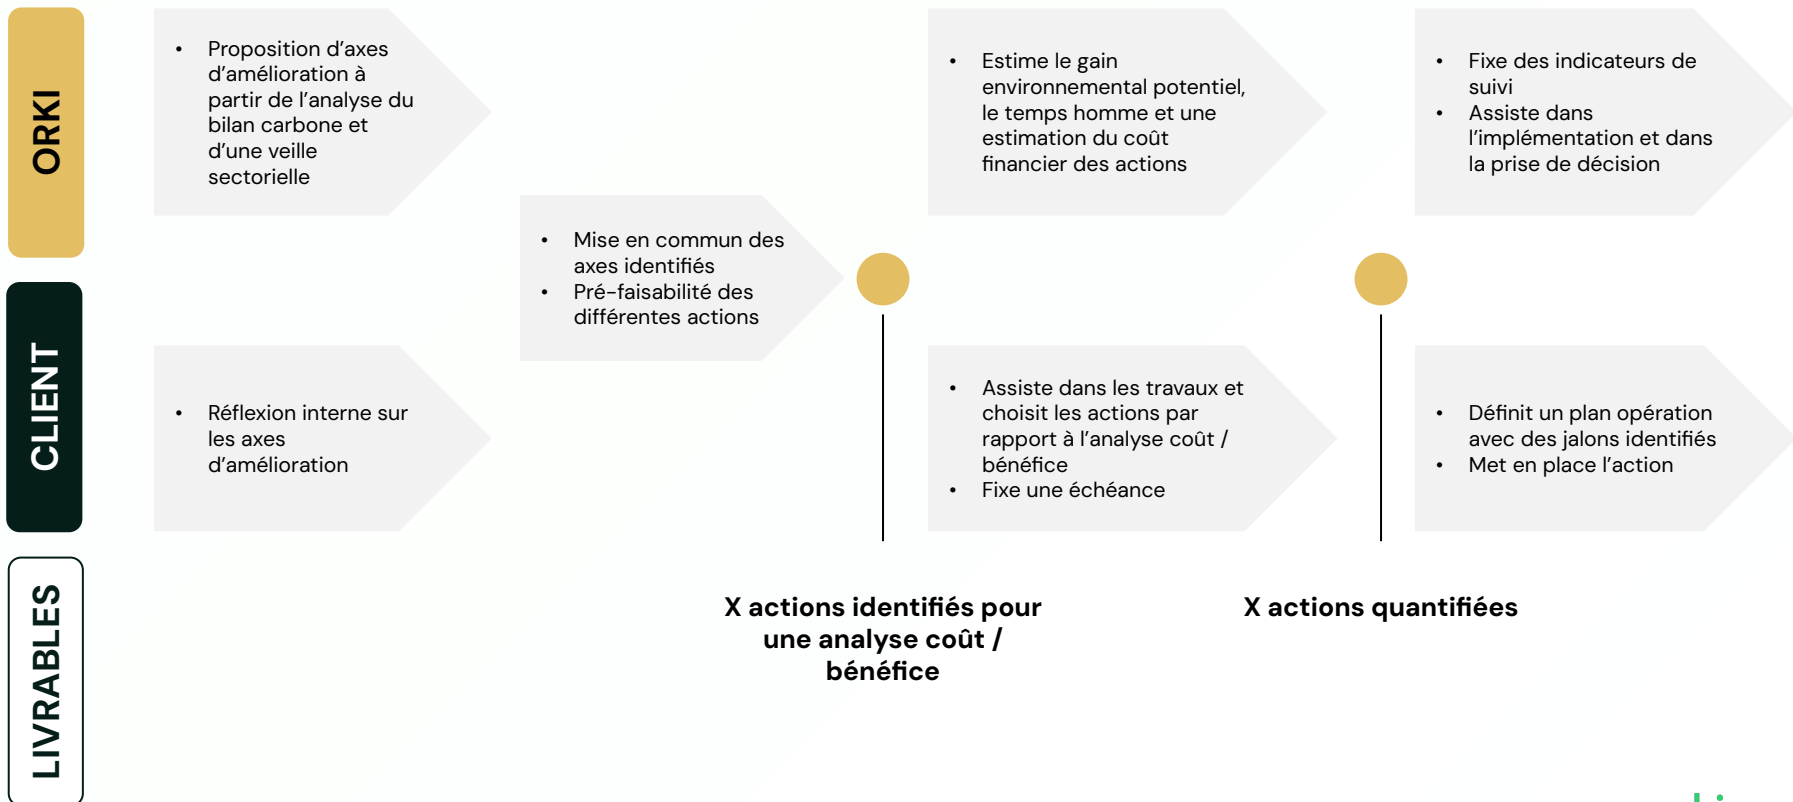 ORKI
• Proposition d’axes
d’amélioration à
partir de l’analyse du
bilan carbone et
d’une veille
sectorielle
• Estime le gain
environnemental potentiel,
le temps homme et une
estimation du coût
financier des actions
• Fixe des indicateurs de
suivi
• Assiste dans
l’implémentation et dans
la prise de décision
• Mise en commun des
axes identifiés
• Pré-faisabilité des
différentes actions
CLIENT
• Réflexion interne sur
les axes
d’amélioration
• Assiste dans les travaux et
choisit les actions par
rapport à l’analyse coût /
bénéfice
• Fixe une échéance
• Définit un plan opération
avec des jalons identifiés
• Met en place l’action
LIVRABLES
X actions identifiés pour
une analyse coût /
bénéfice
X actions quantifiées